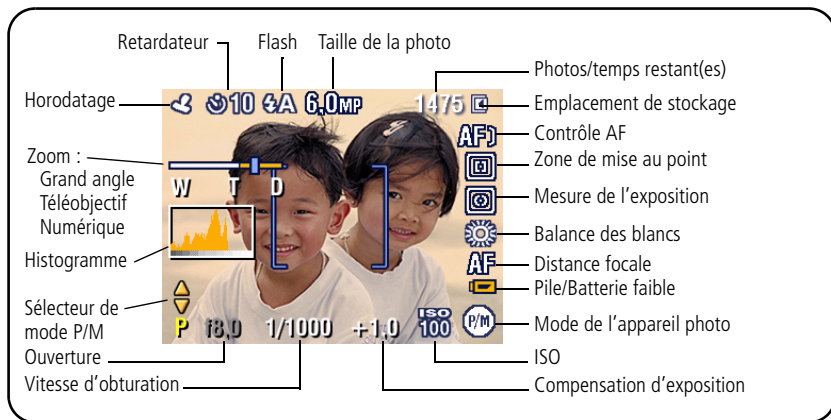 Retardateur Flash Taille de la photo
Photos/temps restant(es)
Horodatage
10 A 6,0MP 1475
Emplacement de stockage
AF
Contrôle AF
Zoom :
Zone de mise au point
Grand angle
W T D
Téléobjectif
Mesure de l'exposition
Numérique
Balance des blancs
Histogramme
AF
Distance focale
Pile/Batterie faible
Sélecteur de
mode P/M
P f8,0 1/1000 +1,0 ISO 100 P/M
Mode de l'appareil photo
Ouverture
ISO
Vitesse d'obturation
Compensation d'exposition